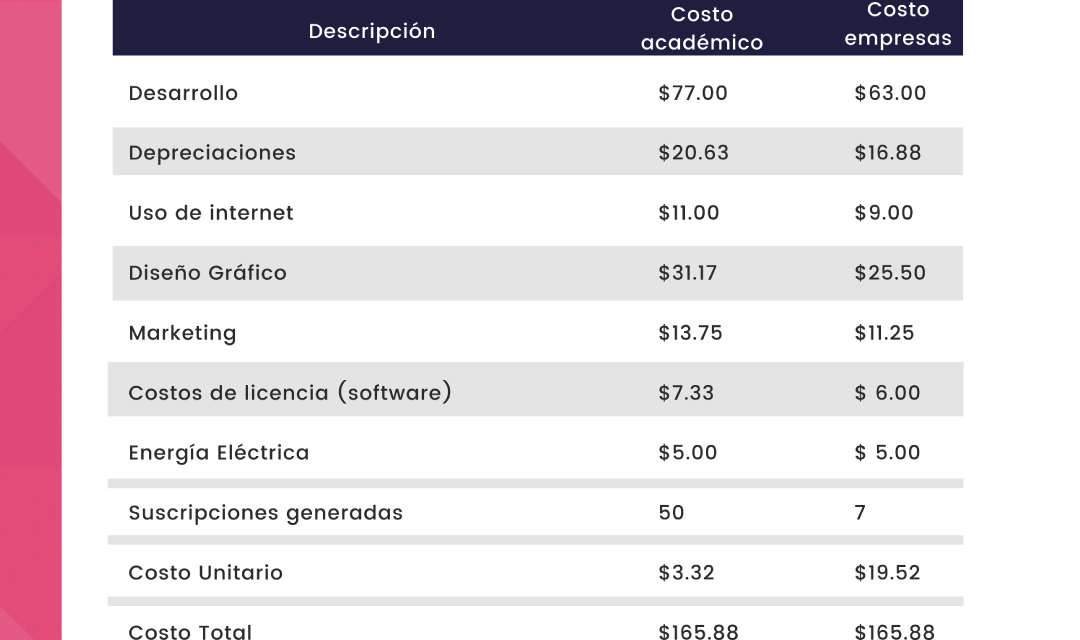 Descripción Costo académico Costo empresas
Desarrollo $77.00 $63.00
Depreciaciones $20.63 $16.88
Uso de internet $11.00 $9.00
Diseño Gráfico $31.17 $25.50
Marketing $13.75 $11.25
Costos de licencia (software) $7.33 $ 6.00
Energía Eléctrica $5.00 $ 5.00
Suscripciones generadas 50 7
Costo Unitario $3.32 $19.52
Costo Total $165.88 $165.88